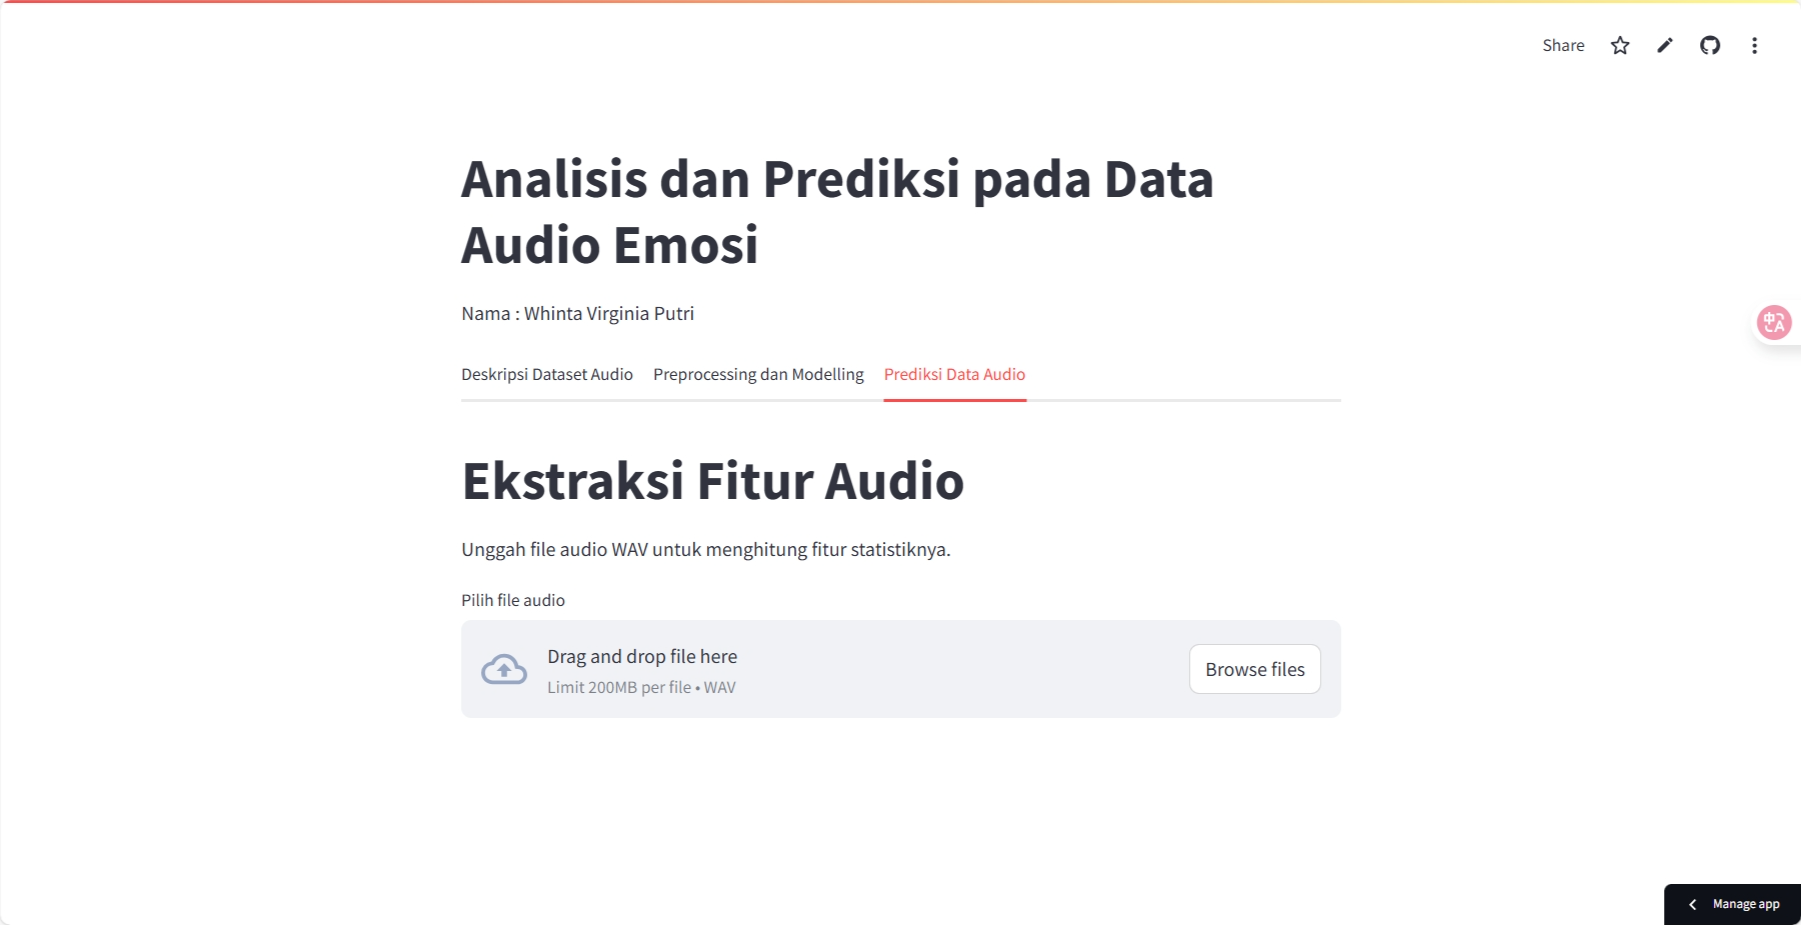 Share
Analisis dan Prediksi pada Data
Audio Emosi
Nama : Whinta Virginia Putri
Deskripsi Dataset Audio Preprocessing dan Modelling Prediksi Data Audio
Ekstraksi Fitur Audio
Unggah file audio WAV untuk menghitung fitur statistiknya.
Pilih file audio
Drag and drop file here
Limit 200MB per file • WAV
Browse files
中 A
Manage app